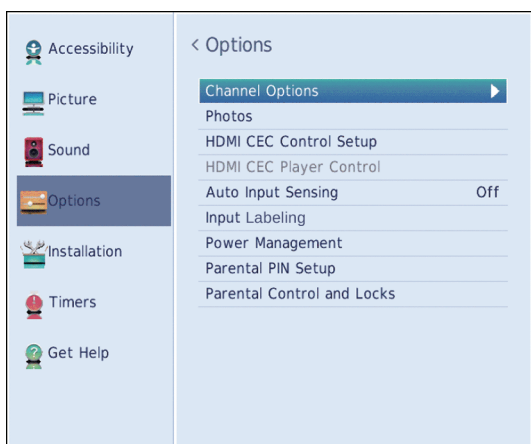 Accessibility
Picture
Sound
Options
Installation
Timers
Get Help
< Options
Channel Options
Photos
HDMI CEC Control Setup
HDMI CEC Player Control
Auto Input Sensing Off
Input Labeling
Power Management
Parental PIN Setup
Parental Control and Locks